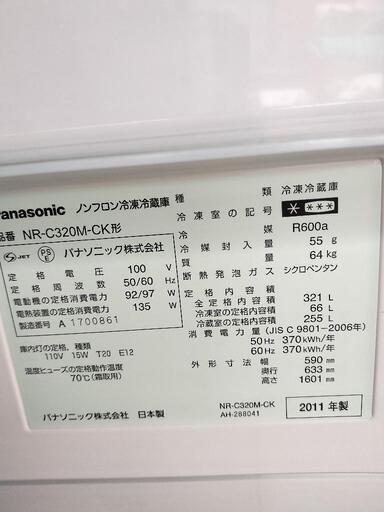 Panasonic ノンフロン冷凍冷蔵庫
品番 NR-C320M-CK形
JET PSE パナソニック株式会社
定格電圧 100 V
定格周波数 50/60 Hz
電動機の定格消費電力 92/97 W
電熱装置の定格消費電力 135 W
製造番号 A 1700861
庫内灯の定格, 種類
110V 15W T20 E12
温度ヒューズの定格動作温度
70℃(霜取用)
パナソニック株式会社 日本製
種類 冷凍冷蔵庫
冷凍室の記号 * ***
冷媒 R600a
冷媒封入量 55 g
質量 64 kg
断熱発泡ガス シクロペンタン
定格内容積
全定格内容積 321 L
冷凍室の定格内容積 66 L
冷蔵室の定格内容積 255 L
消費電力量 (JIS C 9801-2006年)
50Hz 370 kWh/年
60Hz 370 kWh/年
外形寸法 幅 590 mm
奥行 633 mm
高さ 1601 mm
NR-C320M-CK
AH-288041
2011 年製